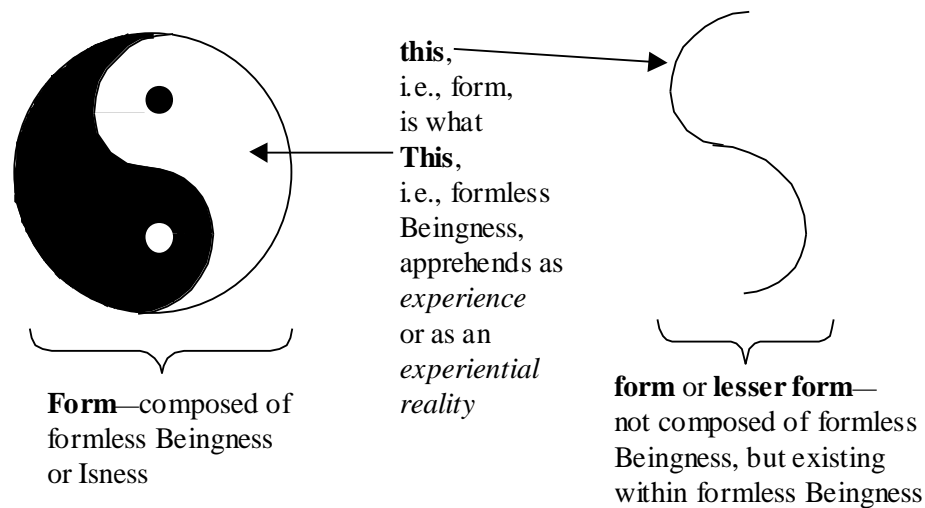 this,
i.e., form,
is what
This,
i.e., formless
Beingness,
apprehends as
experience
or as an
experiential
reality
Form—composed of
formless Beingness
or Isness
form or lesser form—
not composed of formless
Beingness, but existing
within formless Beingness